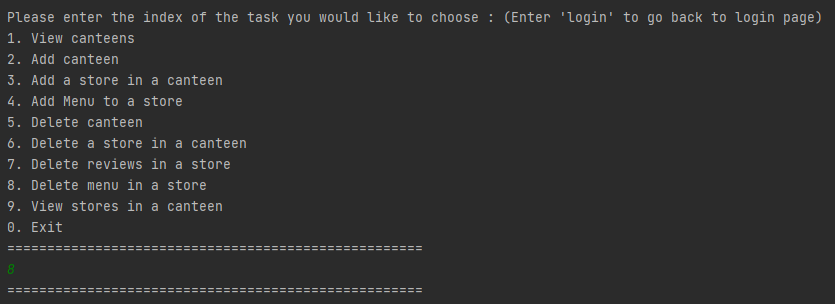 Please enter the index of the task you would like to choose : (Enter 'login' to go back to login page)
1. View canteens
2. Add canteen
3. Add a store in a canteen
4. Add Menu to a store
5. Delete canteen
6. Delete a store in a canteen
7. Delete reviews in a store
8. Delete menu in a store
9. View stores in a canteen
0. Exit
====================================================
8
====================================================